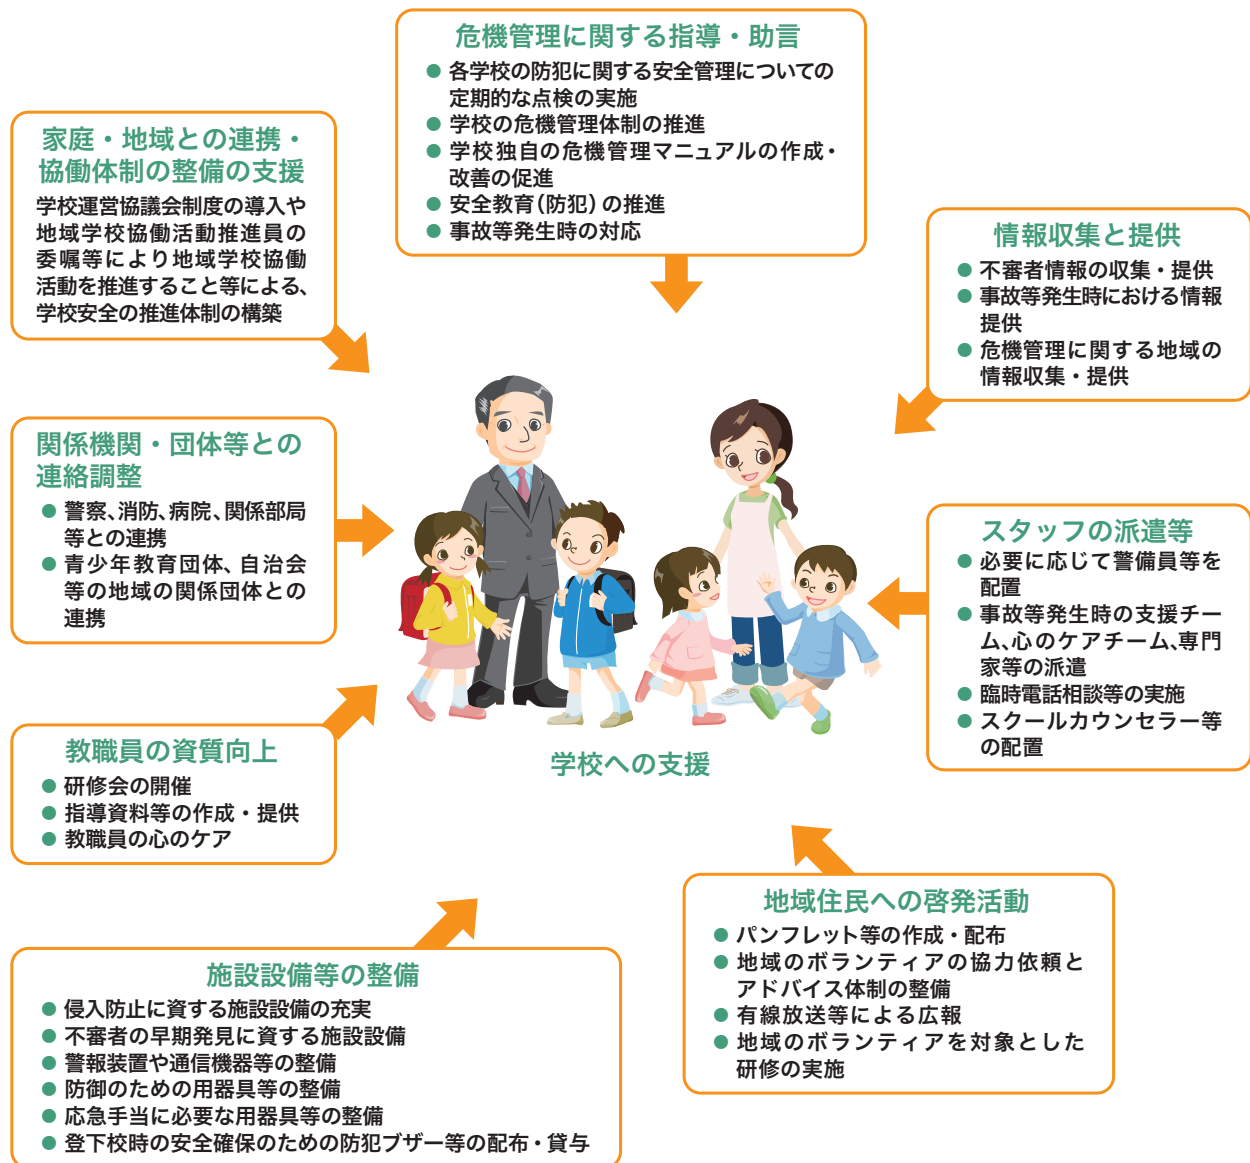 危機管理に関する指導・助言
● 各学校の防犯に関する安全管理についての
定期的な点検の実施
● 学校の危機管理体制の推進
● 学校独自の危機管理マニュアルの作成・
改善の促進
● 安全教育(防犯)の推進
● 事故等発生時の対応
家庭・地域との連携・
協働体制の整備の支援
学校運営協議会制度の導入や
地域学校協働活動推進員の
委嘱等により地域学校協働
活動を推進すること等による、
学校安全の推進体制の構築
情報収集と提供
● 不審者情報の収集・提供
● 事故等発生時における情報
提供
● 危機管理に関する地域の
情報収集・提供
関係機関・団体等との
連絡調整
● 警察、消防、病院、関係部局
等との連携
● 青少年教育団体、自治会
等の地域の関係団体との
連携
スタッフの派遣等
● 必要に応じて警備員等を
配置
● 事故等発生時の支援チー
ム、心のケアチーム、専門
家等の派遣
● 臨時電話相談等の実施
● スクールカウンセラー等
の配置
教職員の資質向上
● 研修会の開催
● 指導資料等の作成・提供
● 教職員の心のケア
学校への支援
地域住民への啓発活動
● パンフレット等の作成・配布
● 地域のボランティアの協力依頼と
アドバイス体制の整備
● 有線放送等による広報
● 地域のボランティアを対象とした
研修の実施
施設設備等の整備
● 侵入防止に資する施設設備の充実
● 不審者の早期発見に資する施設設備
● 警報装置や通信機器等の整備
● 防御のための用器具等の整備
● 応急手当に必要な用器具等の整備
● 登下校時の安全確保のための防犯ブザー等の配布・貸与